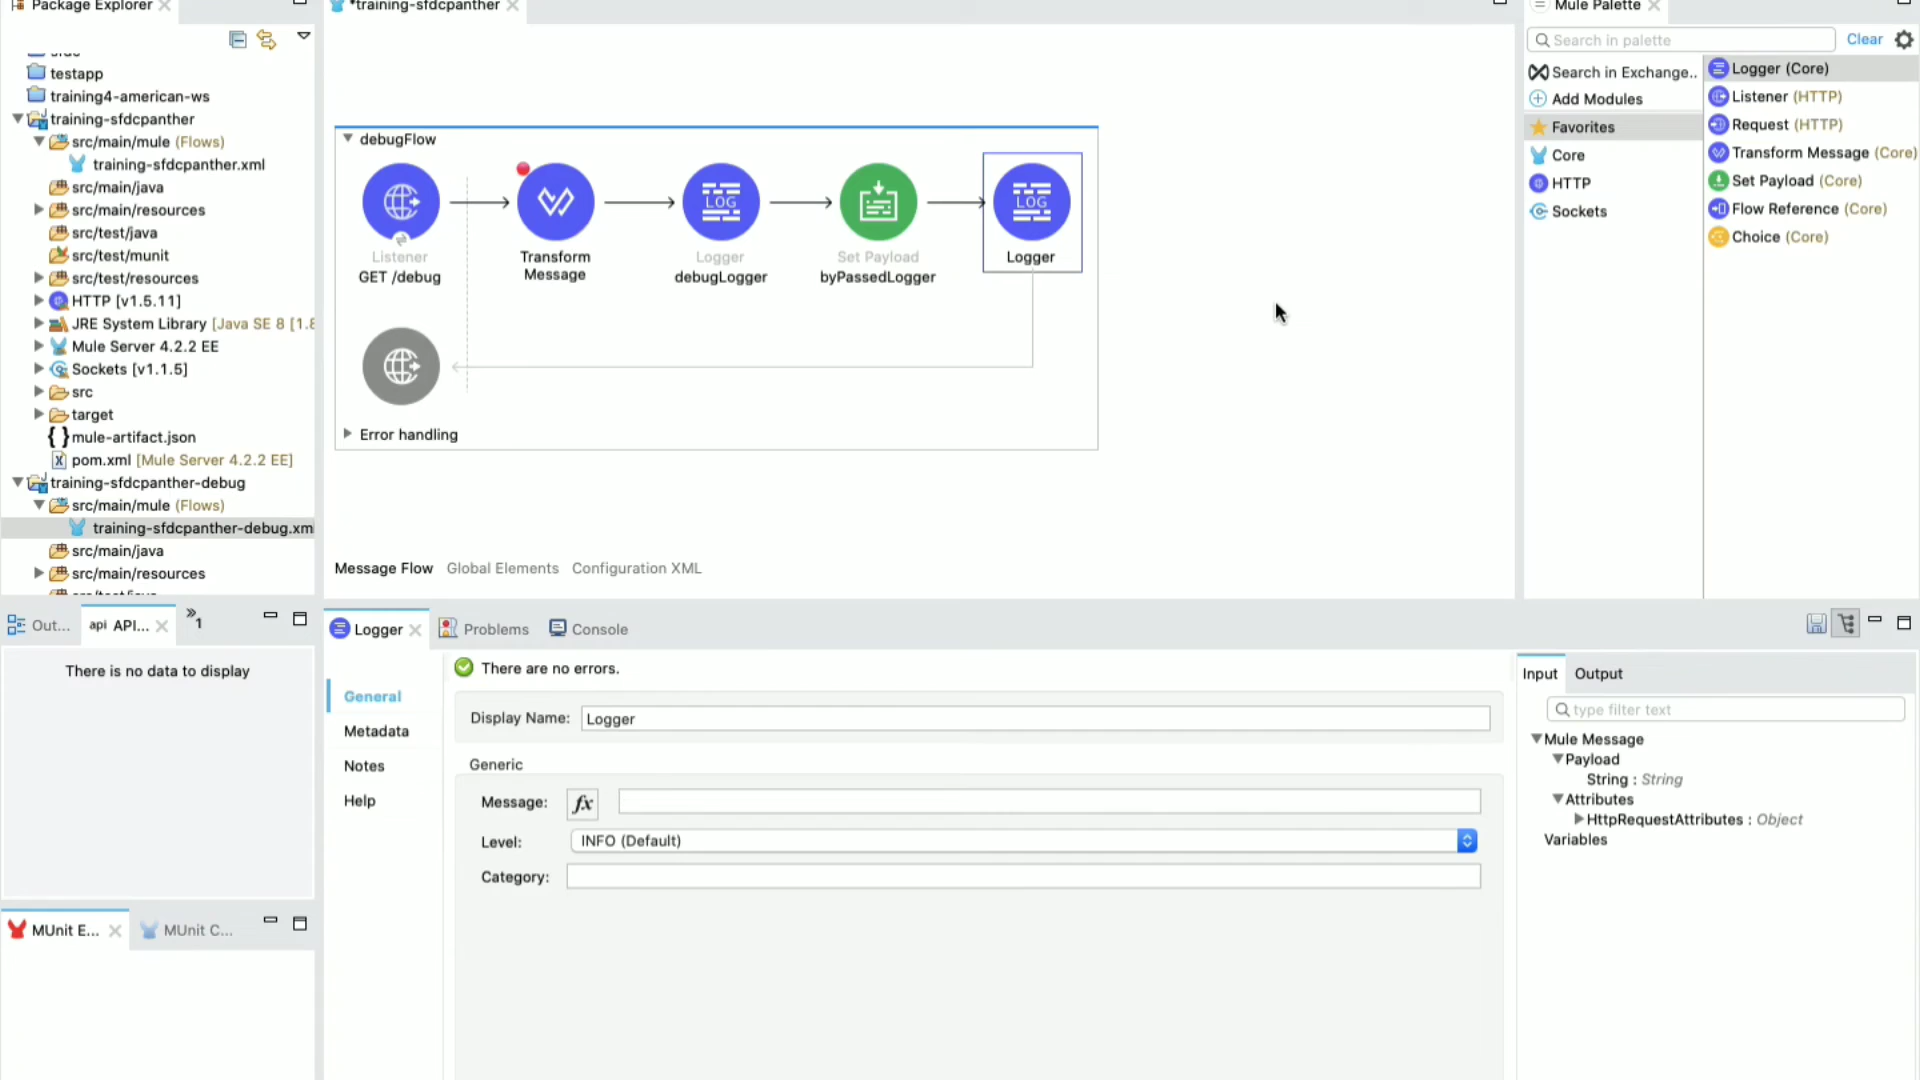 Package Explorer
*training-sfdcpanther
Mule Palette
testapp
training4-american-ws
training-sfdcpanther
src/main/mule (Flows)
training-sfdcpanther.xml
src/main/java
src/main/resources
src/test/java
src/test/munit
src/test/resources
HTTP [v1.5.11]
JRE System Library [Java SE 8 [1.8
Mule Server 4.2.2 EE
Sockets [v1.1.5]
src
target
mule-artifact.json
pom.xml [Mule Server 4.2.2 EE]
training-sfdcpanther-debug
src/main/mule (Flows)
training-sfdcpanther-debug.xm
src/main/java
src/main/resources
debugFlow
LOG
LOG
Listener
GET /debug
Transform
Message
Logger
debugLogger
Set Payload
byPassedLogger
Logger
Error handling
Message Flow Global Elements Configuration XML
Search in palette
Clear
Search in Exchange..
Add Modules
Favorites
Core
HTTP
Sockets
Logger (Core)
Listener (HTTP)
Request (HTTP)
Transform Message (Core)
Set Payload (Core)
Flow Reference (Core)
Choice (Core)
Out...
api API...
»1
There is no data to display
MUnit E...
MUnit C...
Logger
Problems
Console
General
Metadata
Notes
Help
There are no errors.
Display Name: Logger
Generic
Message: fx
Level: INFO (Default)
Category:
Input Output
type filter text
Mule Message
Payload
String : String
Attributes
HttpRequestAttributes : Object
Variables